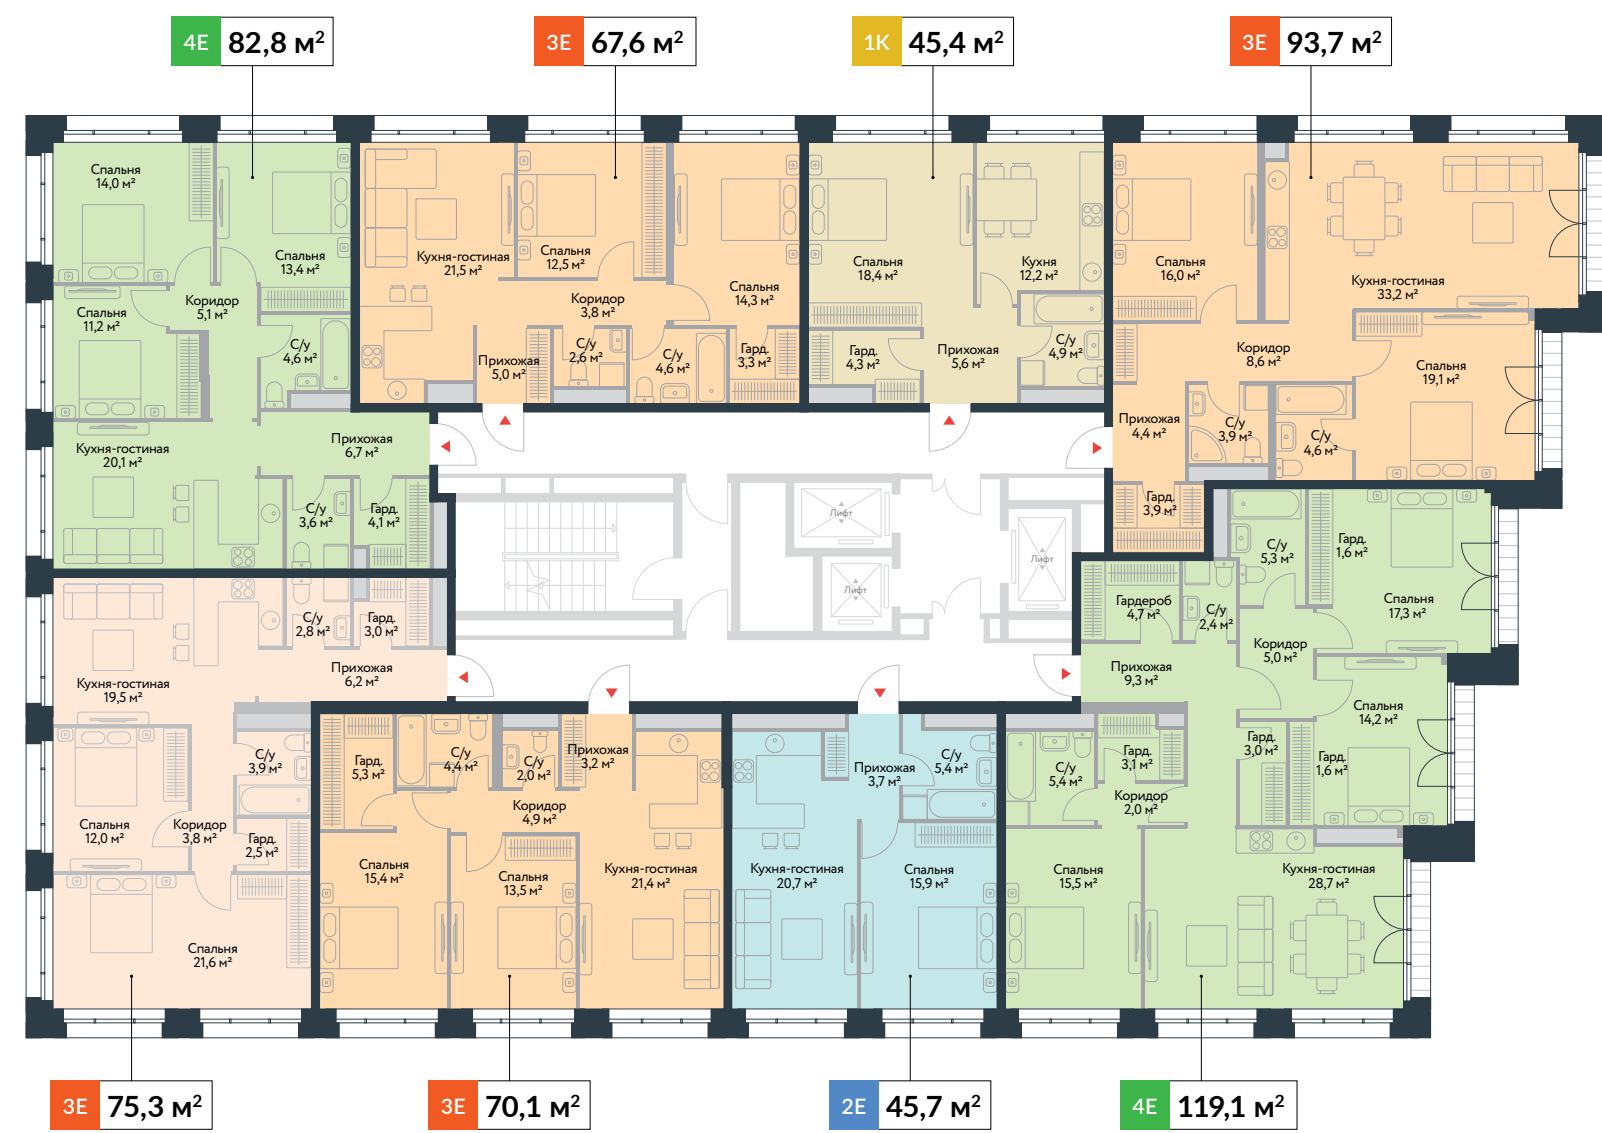 4Е 82,8 м²
3Е 67,6 м²
1К 45,4 м²
3Е 93,7 м²
Спальня
14,0 м²
Спальня
13,4 м²
Спальня
11,2 м²
Коридор
5,1 м²
С/у
4,6 м²
Кухня-гостиная
20,1 м²
Прихожая
6,7 м²
С/у
3,6 м²
Гард.
4,1 м²
Кухня-гостиная
21,5 м²
Спальня
12,5 м²
Спальня
14,3 м²
Коридор
3,8 м²
Прихожая
5,0 м²
С/у
2,6 м²
С/у
4,6 м²
Гард.
3,3 м²
Спальня
18,4 м²
Кухня
12,2 м²
Гард.
4,3 м²
Прихожая
5,6 м²
С/у
4,9 м²
Спальня
16,0 м²
Кухня-гостиная
33,2 м²
Коридор
8,6 м²
Спальня
19,1 м²
Прихожая
4,4 м²
С/у
3,9 м²
С/у
4,6 м²
Гард.
3,9 м²
Лифт
Лифт
Лифт
С/у
5,3 м²
Гард.
1,6 м²
Спальня
17,3 м²
Гардероб
4,7 м²
С/у
2,4 м²
Коридор
5,0 м²
Прихожая
9,3 м²
Спальня
14,2 м²
Гард.
3,0 м²
Гард.
1,6 м²
С/у
5,4 м²
Гард.
3,1 м²
Коридор
2,0 м²
Спальня
15,5 м²
Кухня-гостиная
28,7 м²
С/у
2,8 м²
Гард.
3,0 м²
Прихожая
6,2 м²
Кухня-гостиная
19,5 м²
С/у
3,9 м²
Спальня
12,0 м²
Коридор
3,8 м²
Гард.
2,5 м²
Спальня
21,6 м²
Гард.
5,3 м²
С/у
4,4 м²
С/у
2,0 м²
Прихожая
3,2 м²
Коридор
4,9 м²
Спальня
15,4 м²
Спальня
13,5 м²
Кухня-гостиная
21,4 м²
Прихожая
3,7 м²
С/у
5,4 м²
Кухня-гостиная
20,7 м²
Спальня
15,9 м²
3Е 75,3 м²
3Е 70,1 м²
2Е 45,7 м²
4Е 119,1 м²